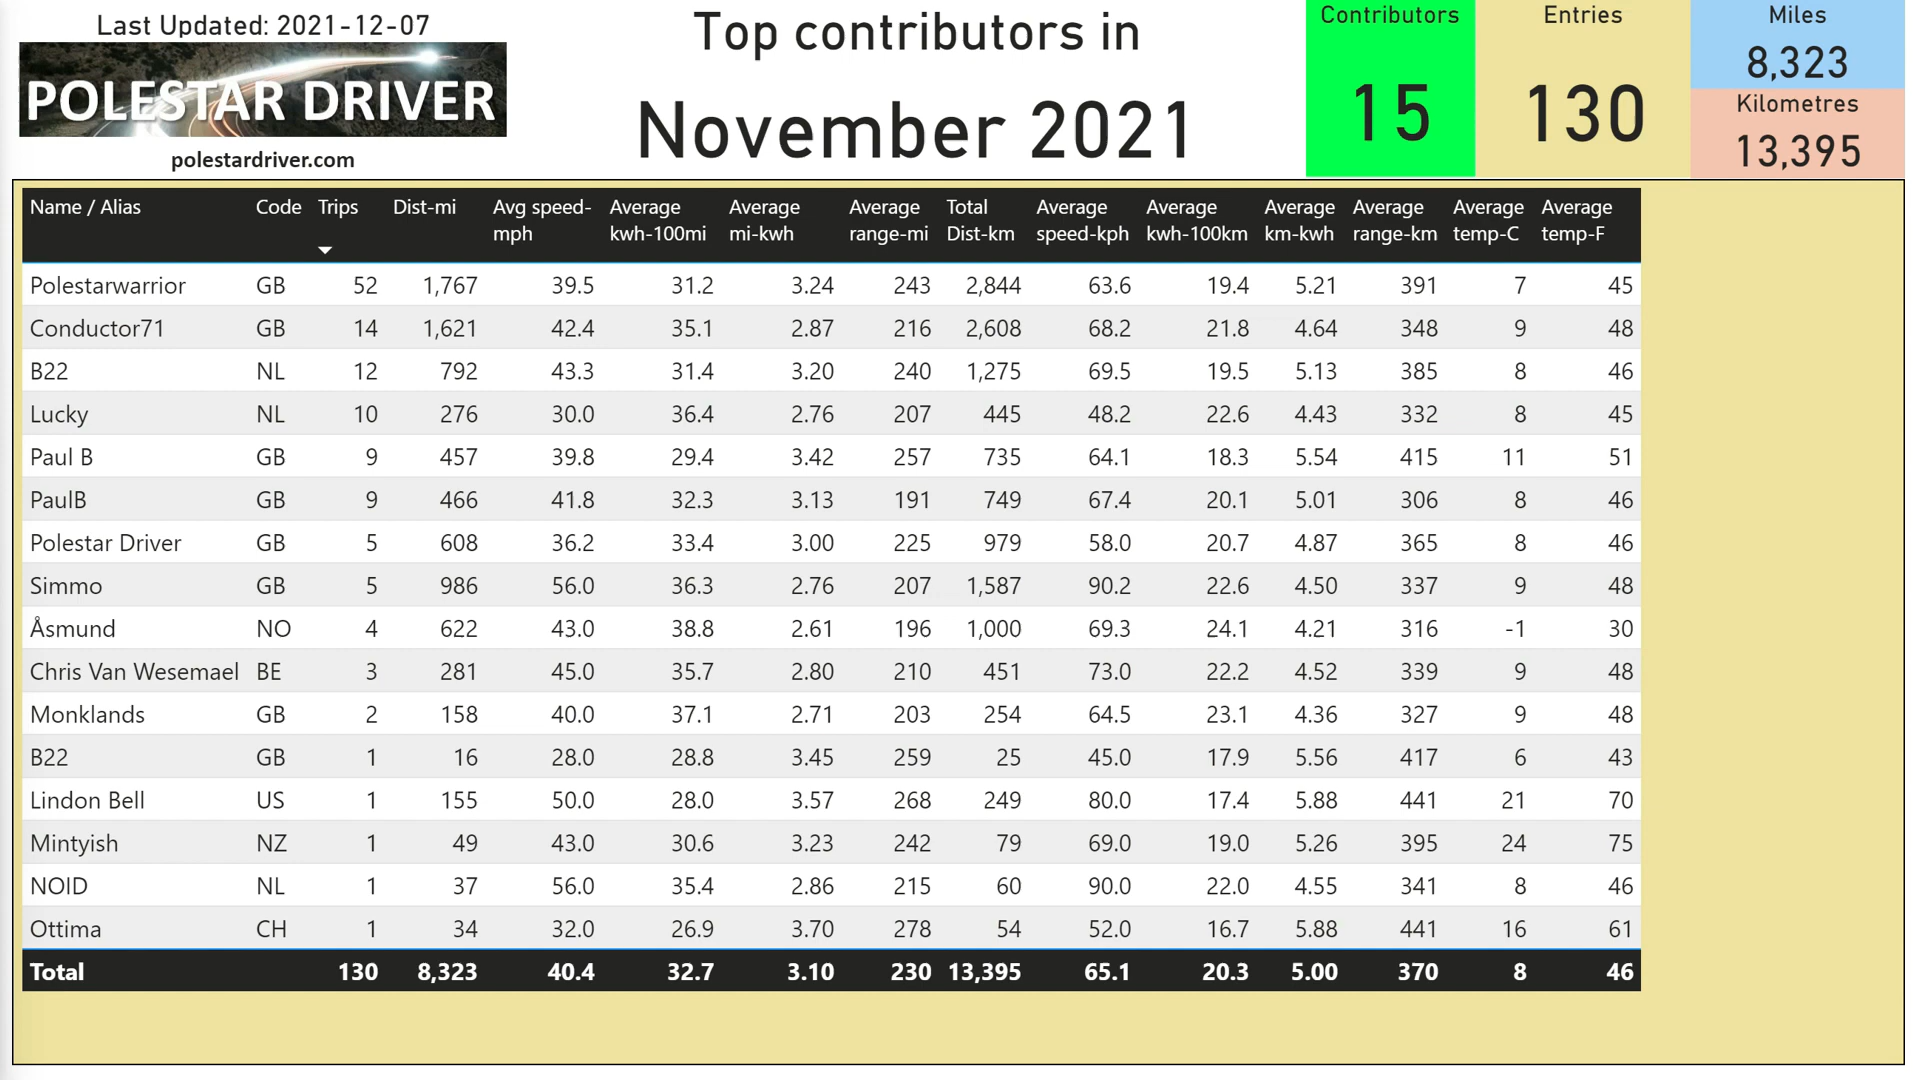 Last Updated: 2021-12-07
POLESTAR DRIVER
polestardriver.com
Top contributors in
November 2021
Contributors
15
Entries
130
Miles
8,323
Kilometres
13,395
Name / Alias Code Trips Dist-mi Avg speed-mph Average kwh-100mi Average mi-kwh Average range-mi Total Dist-km Average speed-kph Average kwh-100km Average km-kwh Average range-km Average temp-C Average temp-F
Polestarwarrior GB 52 1,767 39.5 31.2 3.24 243 2,844 63.6 19.4 5.21 391 7 45
Conductor71 GB 14 1,621 42.4 35.1 2.87 216 2,608 68.2 21.8 4.64 348 9 48
B22 NL 12 792 43.3 31.4 3.20 240 1,275 69.5 19.5 5.13 385 8 46
Lucky NL 10 276 30.0 36.4 2.76 207 445 48.2 22.6 4.43 332 8 45
Paul B GB 9 457 39.8 29.4 3.42 257 735 64.1 18.3 5.54 415 11 51
PaulB GB 9 466 41.8 32.3 3.13 191 749 67.4 20.1 5.01 306 8 46
Polestar Driver GB 5 608 36.2 33.4 3.00 225 979 58.0 20.7 4.87 365 8 46
Simmo GB 5 986 56.0 36.3 2.76 207 1,587 90.2 22.6 4.50 337 9 48
Åsmund NO 4 622 43.0 38.8 2.61 196 1,000 69.3 24.1 4.21 316 -1 30
Chris Van Wesemael BE 3 281 45.0 35.7 2.80 210 451 73.0 22.2 4.52 339 9 48
Monklands GB 2 158 40.0 37.1 2.71 203 254 64.5 23.1 4.36 327 9 48
B22 GB 1 16 28.0 28.8 3.45 259 25 45.0 17.9 5.56 417 6 43
Lindon Bell US 1 155 50.0 28.0 3.57 268 249 80.0 17.4 5.88 441 21 70
Mintyish NZ 1 49 43.0 30.6 3.23 242 79 69.0 19.0 5.26 395 24 75
NOID NL 1 37 56.0 35.4 2.86 215 60 90.0 22.0 4.55 341 8 46
Ottima CH 1 34 32.0 26.9 3.70 278 54 52.0 16.7 5.88 441 16 61
Total 130 8,323 40.4 32.7 3.10 230 13,395 65.1 20.3 5.00 370 8 46